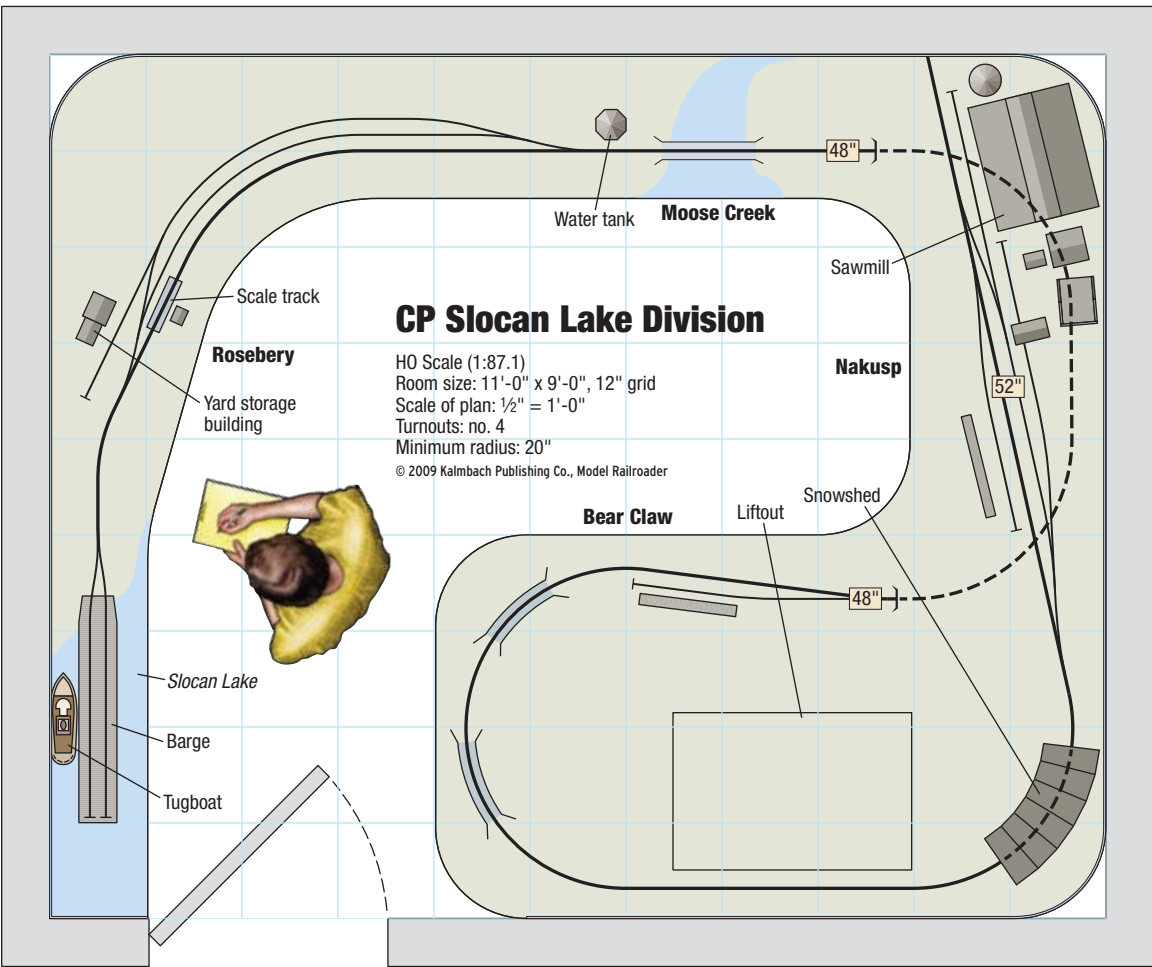 48"
Water tank
Moose Creek
Sawmill
Scale track
CP Slocan Lake Division
Rosebery
HO Scale (1:87.1)
Room size: 11'-0" x 9'-0", 12" grid
Scale of plan: ½" = 1'-0"
Turnouts: no. 4
Minimum radius: 20"
© 2009 Kalmbach Publishing Co., Model Railroader
Nakusp
52"
Yard storage
building
Snowshed
Bear Claw
Liftout
48"
Slocan Lake
Barge
Tugboat